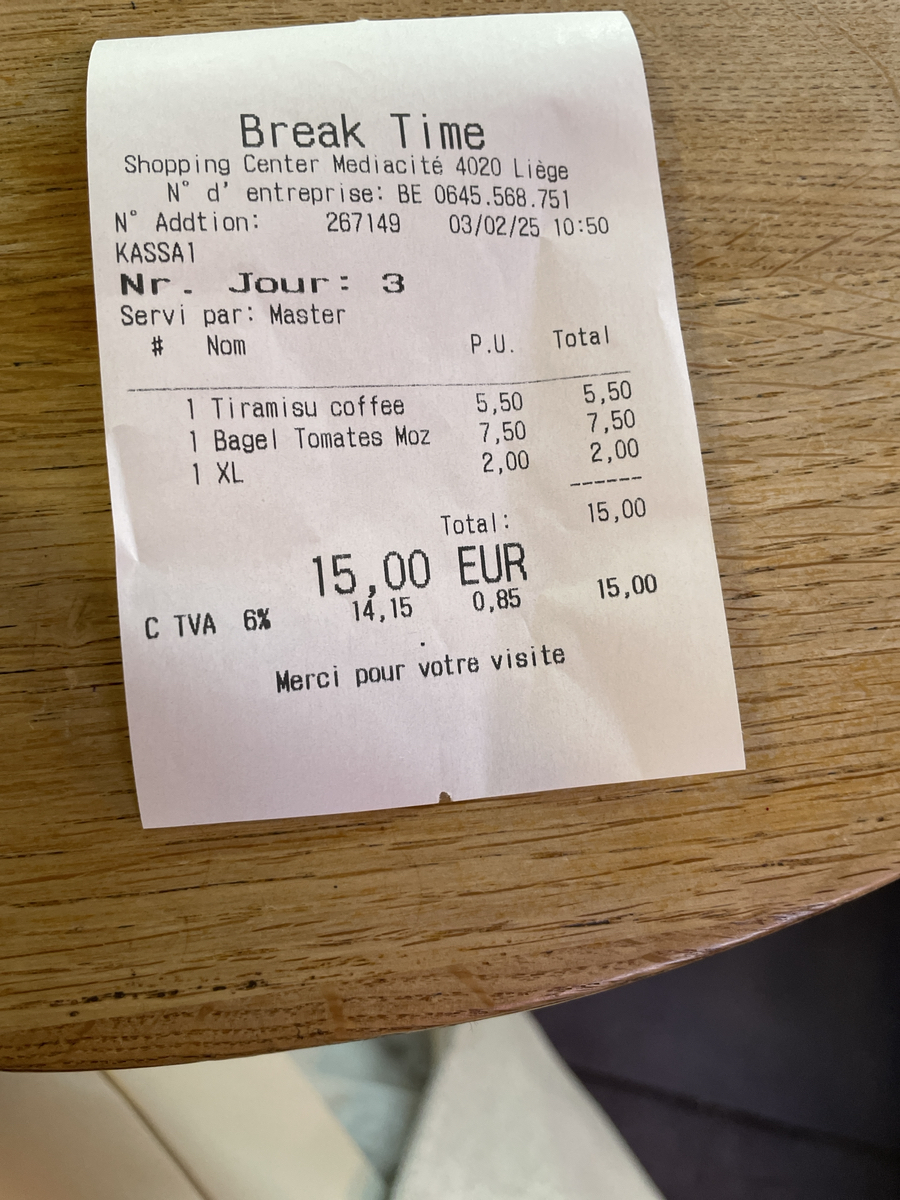 Break Time
Shopping Center Mediacité 4020 Liège
N° d' entreprise: BE 0645.568.751
N° Addtion: 267149 03/02/25 10:50
KASSA1
Nr. Jour: 3
Servi par: Master
# Nom P.U. Total
1 Tiramisu coffee 5,50 5,50
1 Bagel Tomates Moz 7,50 7,50
1 XL 2,00 2,00
------
Total: 15,00
15,00 EUR
C TVA 6% 14,15 0,85 15,00
.
Merci pour votre visite